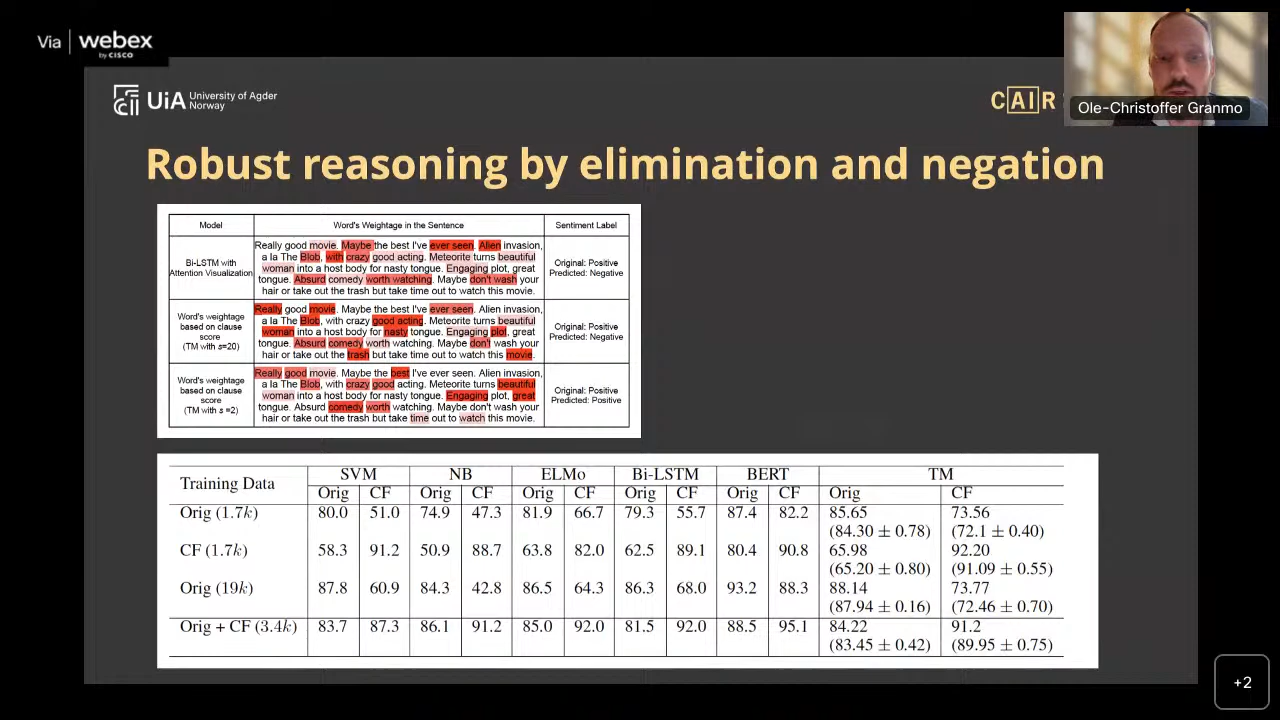 Via webex
by CISCO
UiA University of Agder
Norway
CAIR
Ole-Christoffer Granmo
Robust reasoning by elimination and negation
Model Word's Weightage in the Sentence Sentiment Label
Bi-LSTM with
Attention Visualization
Really good movie. Maybe the best I've ever seen. Alien invasion,
a la The Blob, with crazy good acting. Meteorite turns beautiful
woman into a host body for nasty tongue. Engaging plot, great
tongue. Absurd comedy worth watching. Maybe don't wash your
hair or take out the trash but take time out to watch this movie.
Original: Positive
Predicted: Negative
Word's weightage
based on clause
score
(TM with s=20)
Really good movie. Maybe the best I've ever seen. Alien invasion,
a la The Blob, with crazy good acting. Meteorite turns beautiful
woman into a host body for nasty tongue. Engaging plot, great
tongue. Absurd comedy worth watching. Maybe don't wash your
hair or take out the trash but take time out to watch this movie.
Original: Positive
Predicted: Negative
Word's weightage
based on clause
score
(TM with s =2)
Really good movie. Maybe the best I've ever seen. Alien invasion,
a la The Blob, with crazy good acting. Meteorite turns beautiful
woman into a host body for nasty tongue. Engaging plot, great
tongue. Absurd comedy worth watching. Maybe don't wash your
hair or take out the trash but take time out to watch this movie.
Original: Positive
Predicted: Positive
Training Data SVM NB ELMo Bi-LSTM BERT TM
Orig CF Orig CF Orig CF Orig CF Orig CF Orig CF
Orig (1.7k) 80.0 51.0 74.9 47.3 81.9 66.7 79.3 55.7 87.4 82.2 85.65 73.56
(84.30 ± 0.78) (72.1 ± 0.40)
CF (1.7k) 58.3 91.2 50.9 88.7 63.8 82.0 62.5 89.1 80.4 90.8 65.98 92.20
(65.20 ± 0.80) (91.09 ± 0.55)
Orig (19k) 87.8 60.9 84.3 42.8 86.5 64.3 86.3 68.0 93.2 88.3 88.14 73.77
(87.94 ± 0.16) (72.46 ± 0.70)
Orig + CF (3.4k) 83.7 87.3 86.1 91.2 85.0 92.0 81.5 92.0 88.5 95.1 84.22 91.2
(83.45 ± 0.42) (89.95 ± 0.75)
+2